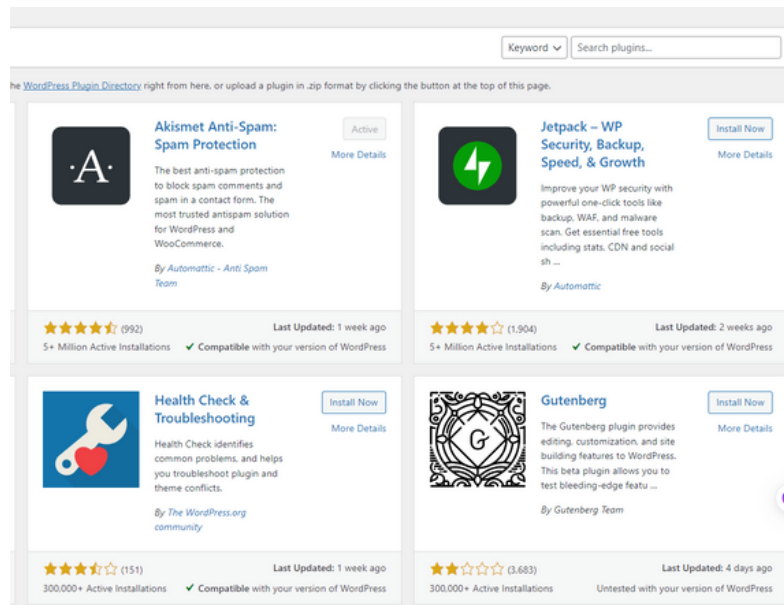 Keyword
Search plugins...
he WordPress Plugin Directory right from here, or upload a plugin in .zip format by clicking the button at the top of this page.
·A·
Akismet Anti-Spam:
Spam Protection
Active
More Details
The best anti-spam protection
to block spam comments and
spam in a contact form. The
most trusted antispam solution
for WordPress and
WooCommerce.
By Automattic - Anti Spam
Team
(992)
Last Updated: 1 week ago
5+ Million Active Installations
Compatible with your version of WordPress
Jetpack – WP
Security, Backup,
Speed, & Growth
Install Now
More Details
Improve your WP security with
powerful one-click tools like
backup, WAF, and malware
scan. Get essential free tools
including stats, CDN and social
sh ...
By Automattic
(1.904)
Last Updated: 2 weeks ago
5+ Million Active Installations
Compatible with your version of WordPress
Health Check &
Troubleshooting
Install Now
More Details
Health Check identifies
common problems, and helps
you troubleshoot plugin and
theme conflicts.
By The WordPress.org
community
(151)
Last Updated: 1 week ago
300,000+ Active Installations
Compatible with your version of WordPress
G
Gutenberg
Install Now
More Details
The Gutenberg plugin provides
editing, customization, and site
building features to WordPress.
This beta plugin allows you to
test bleeding-edge featu ...
By Gutenberg Team
(3.683)
Last Updated: 4 days ago
300,000+ Active Installations
Untested with your version of WordPress